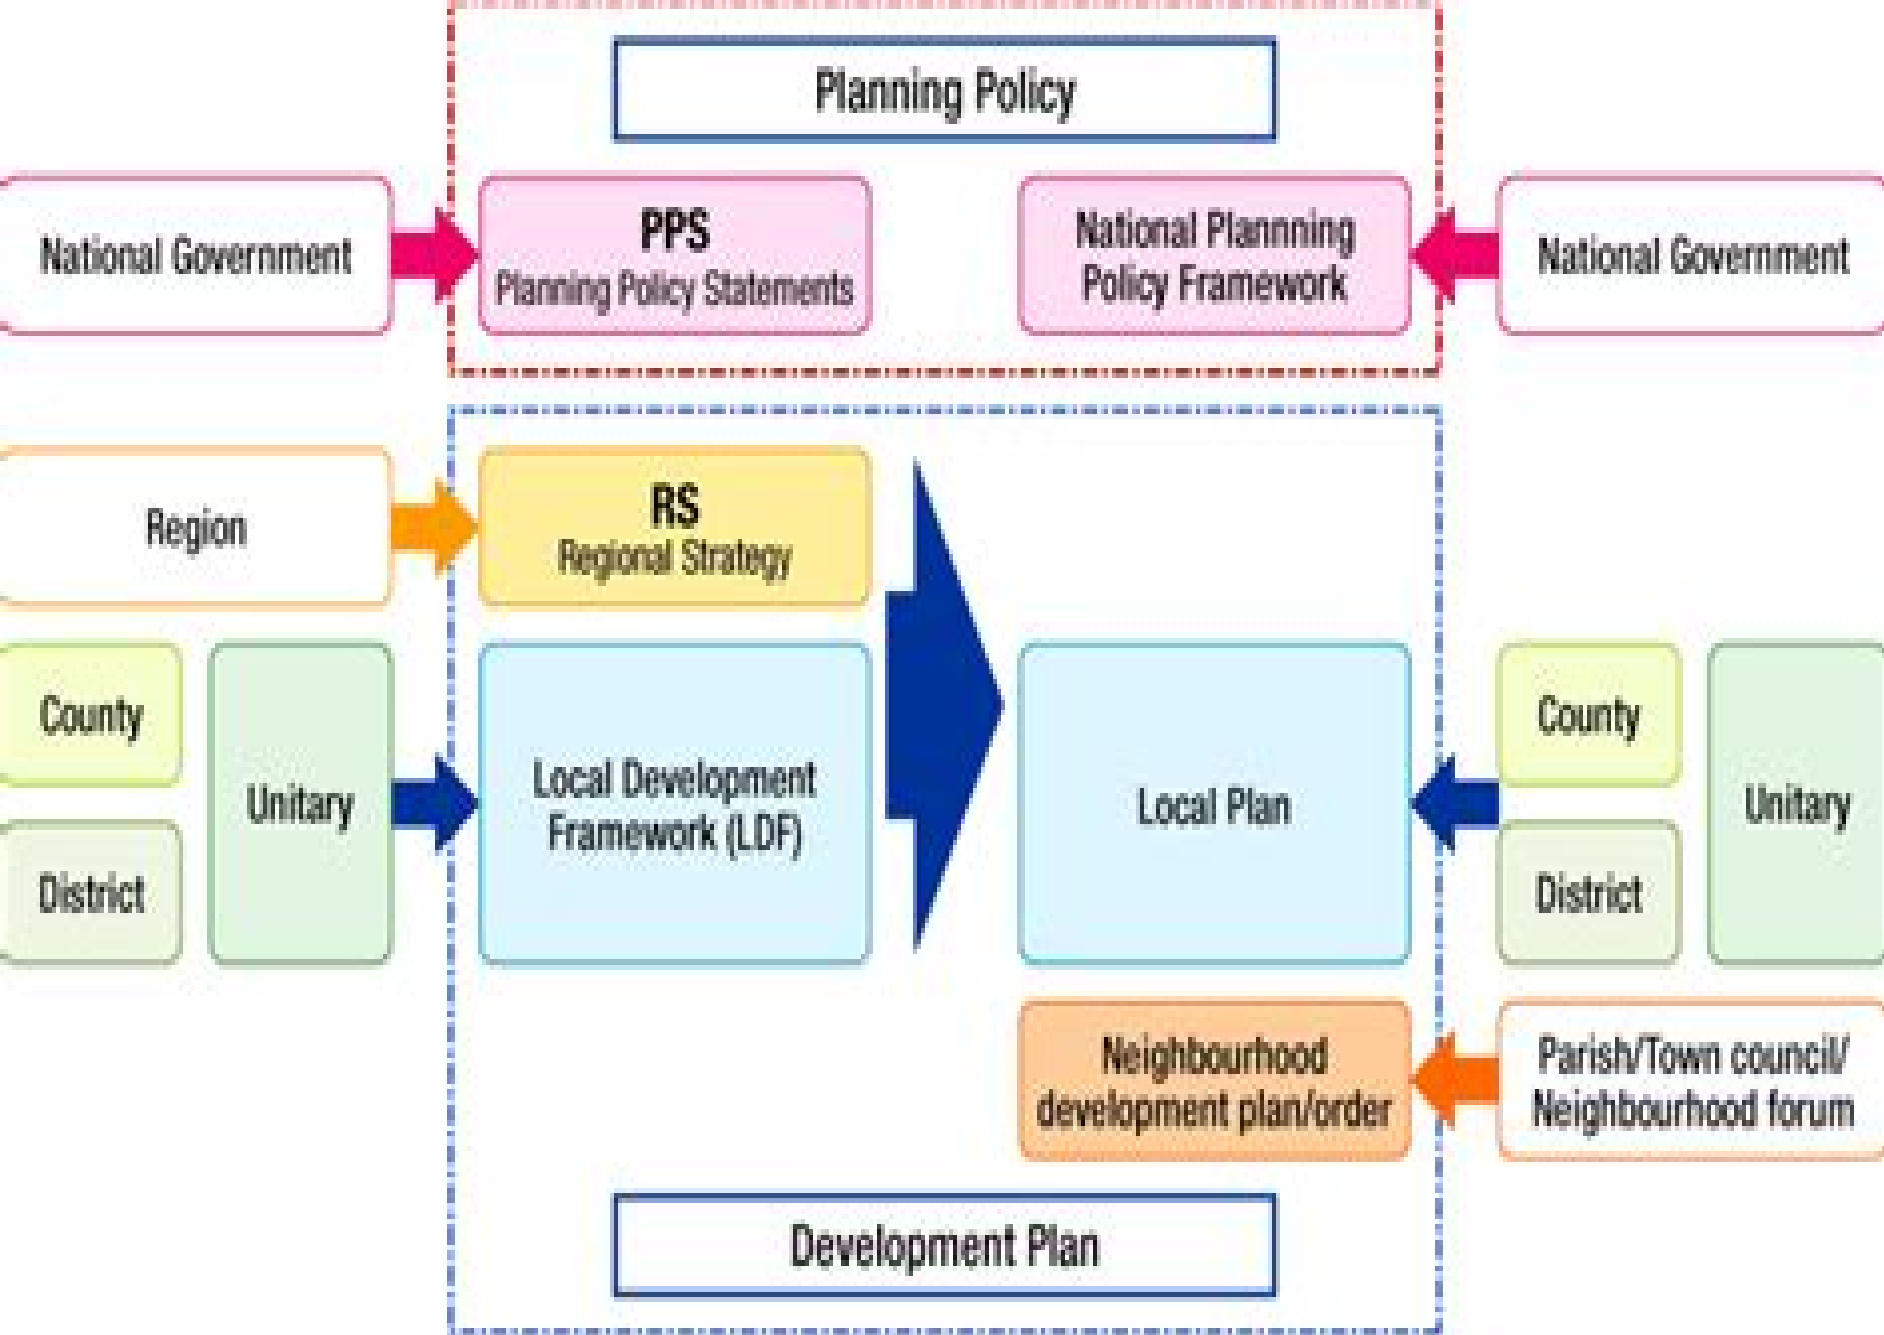 Planning Policy
National Government
PPS
Planning Policy Statements
National Plannning
Policy Framework
National Government
Region
RS
Regional Strategy
County
District
Unitary
Local Development
Framework (LDF)
Local Plan
County
District
Unitary
Neighbourhood
development plan/order
Parish/Town council/
Neighbourhood forum
Development Plan